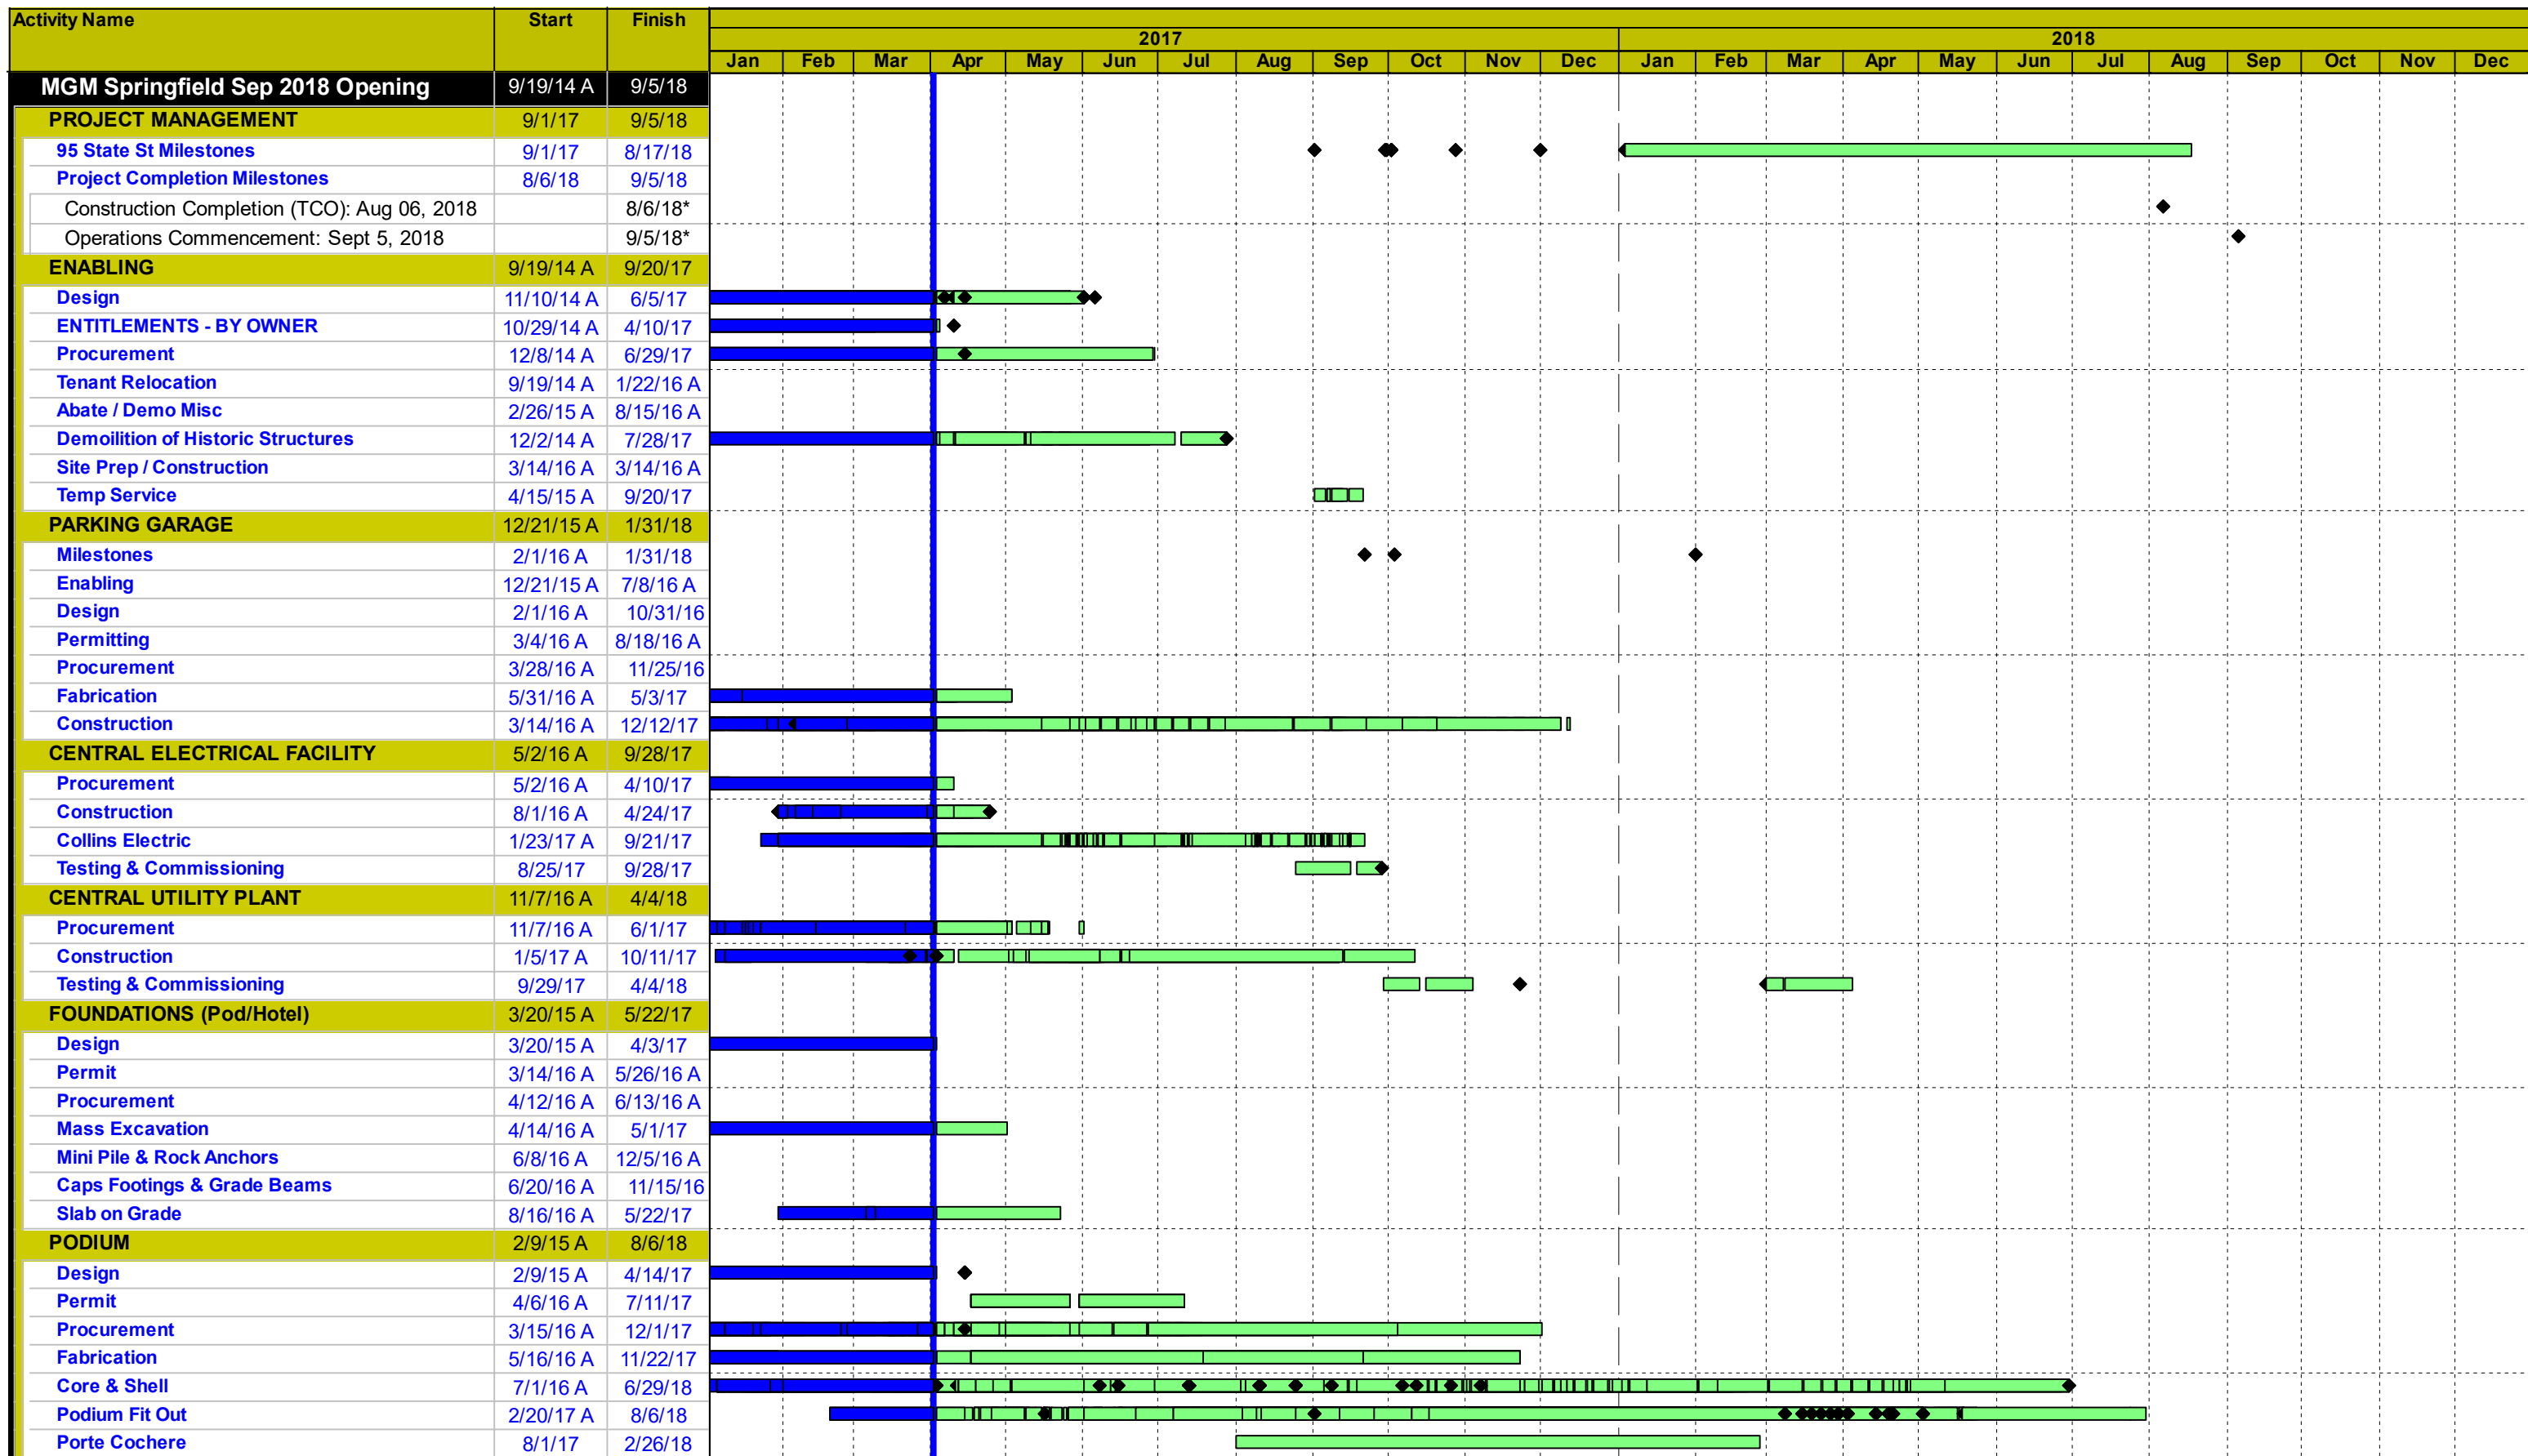 Activity Name Start Finish
2017 2018
Jan Feb Mar Apr May Jun Jul Aug Sep Oct Nov Dec Jan Feb Mar Apr May Jun Jul Aug Sep Oct Nov Dec
MGM Springfield Sep 2018 Opening 9/19/14 A 9/5/18
PROJECT MANAGEMENT 9/1/17 9/5/18
95 State St Milestones 9/1/17 8/17/18
Project Completion Milestones 8/6/18 9/5/18
Construction Completion (TCO): Aug 06, 2018 8/6/18*
Operations Commencement: Sept 5, 2018 9/5/18*
ENABLING 9/19/14 A 9/20/17
Design 11/10/14 A 6/5/17
ENTITLEMENTS - BY OWNER 10/29/14 A 4/10/17
Procurement 12/8/14 A 6/29/17
Tenant Relocation 9/19/14 A 1/22/16 A
Abate / Demo Misc 2/26/15 A 8/15/16 A
Demoilition of Historic Structures 12/2/14 A 7/28/17
Site Prep / Construction 3/14/16 A 3/14/16 A
Temp Service 4/15/15 A 9/20/17
PARKING GARAGE 12/21/15 A 1/31/18
Milestones 2/1/16 A 1/31/18
Enabling 12/21/15 A 7/8/16 A
Design 2/1/16 A 10/31/16
Permitting 3/4/16 A 8/18/16 A
Procurement 3/28/16 A 11/25/16
Fabrication 5/31/16 A 5/3/17
Construction 3/14/16 A 12/12/17
CENTRAL ELECTRICAL FACILITY 5/2/16 A 9/28/17
Procurement 5/2/16 A 4/10/17
Construction 8/1/16 A 4/24/17
Collins Electric 1/23/17 A 9/21/17
Testing & Commissioning 8/25/17 9/28/17
CENTRAL UTILITY PLANT 11/7/16 A 4/4/18
Procurement 11/7/16 A 6/1/17
Construction 1/5/17 A 10/11/17
Testing & Commissioning 9/29/17 4/4/18
FOUNDATIONS (Pod/Hotel) 3/20/15 A 5/22/17
Design 3/20/15 A 4/3/17
Permit 3/14/16 A 5/26/16 A
Procurement 4/12/16 A 6/13/16 A
Mass Excavation 4/14/16 A 5/1/17
Mini Pile & Rock Anchors 6/8/16 A 12/5/16 A
Caps Footings & Grade Beams 6/20/16 A 11/15/16
Slab on Grade 8/16/16 A 5/22/17
PODIUM 2/9/15 A 8/6/18
Design 2/9/15 A 4/14/17
Permit 4/6/16 A 7/11/17
Procurement 3/15/16 A 12/1/17
Fabrication 5/16/16 A 11/22/17
Core & Shell 7/1/16 A 6/29/18
Podium Fit Out 2/20/17 A 8/6/18
Porte Cochere 8/1/17 2/26/18